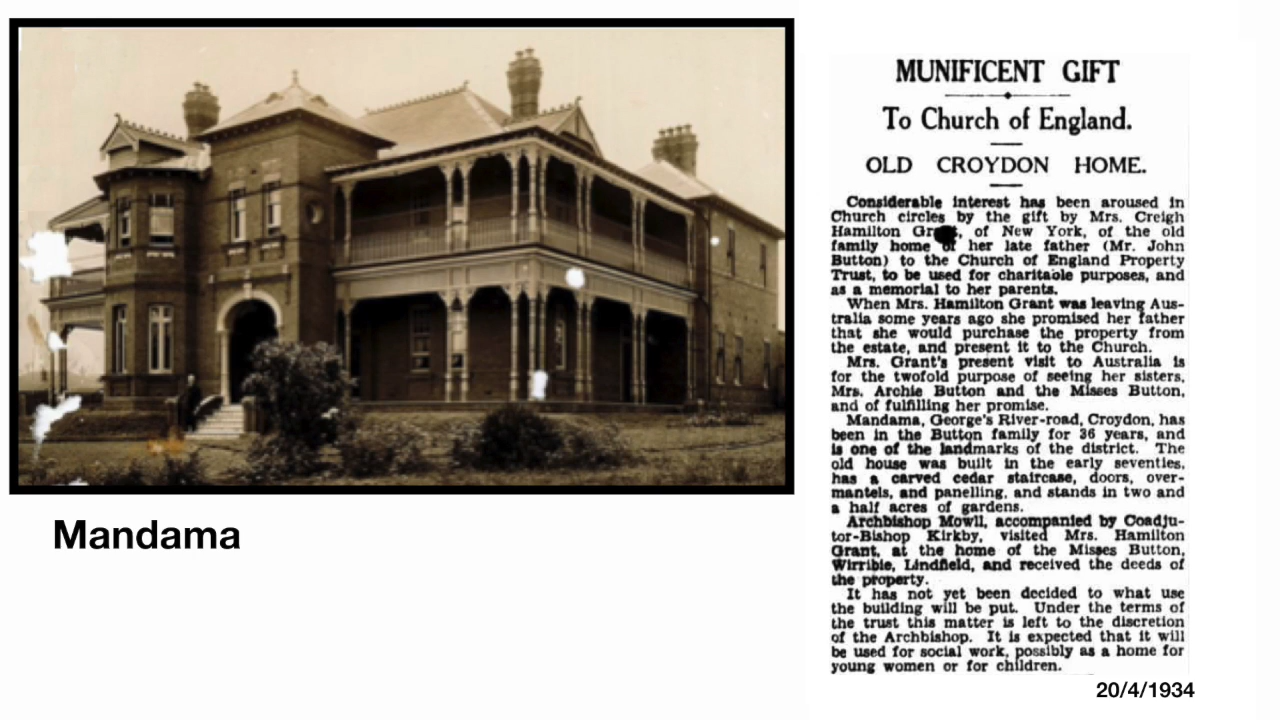 MUNIFICENT GIFT
To Church of England.
OLD CROYDON HOME.
Considerable interest has been aroused in
Church circles by the gift by Mrs. Creigh
Hamilton Grant, of New York, of the old
family home of her late father (Mr. John
Button) to the Church of England Property
Trust, to be used for charitable purposes, and
as a memorial to her parents.
When Mrs. Hamilton Grant was leaving Aus-
tralia some years ago she promised her father
that she would purchase the property from
the estate, and present it to the Church.
Mrs. Grant's present visit to Australia is
for the twofold purpose of seeing her sisters,
Mrs. Archie Button and the Misses Button,
and of fulfilling her promise.
Mandama, George's River-road, Croydon, has
been in the Button family for 36 years, and
is one of the landmarks of the district. The
old house was built in the early seventies,
has a carved cedar staircase, doors, over-
mantels, and panelling, and stands in two and
a half acres of gardens.
Archbishop Mowll, accompanied by Coadju-
tor-Bishop Kirkby, visited Mrs. Hamilton
Grant, at the home of the Misses Button,
Wirrible, Lindfield, and received the deeds of
the property.
It has not yet been decided to what use
the building will be put. Under the terms of
the trust this matter is left to the discretion
of the Archbishop. It is expected that it will
be used for social work, possibly as a home for
young women or for children.
20/4/1934
Mandama